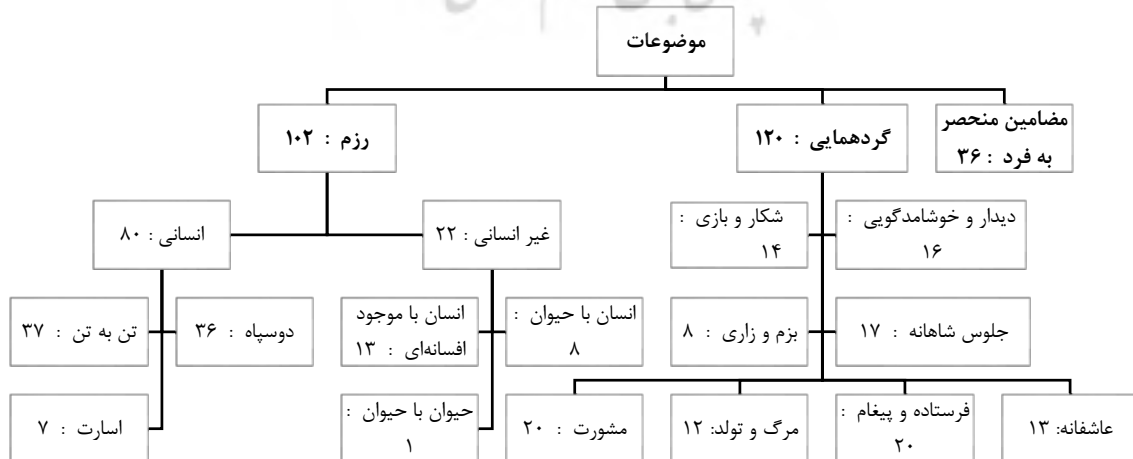 موضوعات
مضامین منحصر
به فرد : ۳۶
گردهمایی : ۱۲۰
رزم : ۱۰۲
دیدار و خوشامدگویی :
۱۶
شکار و بازی :
۱۴
غیر انسانی : ۲۲
انسانی : ۸۰
جلوس شاهانه : ۱۷
بزم و زاری : ۸
انسان با حیوان :
۸
انسان با موجود
افسانه‌ای : ۱۳
دوسپاه : ۳۶
تن به تن : ۳۷
عاشفانه: ۱۳
فرستاده و پیغام :
۲۰
مرگ و تولد: ۱۲
مشورت : ۲۰
حیوان با حیوان :
۱
اسارت : ۷